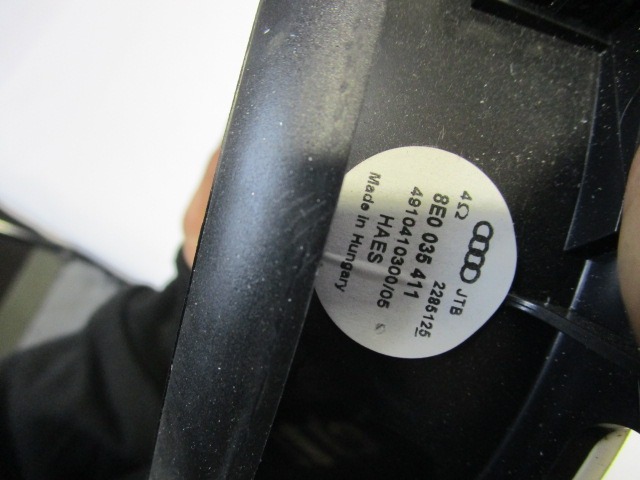 JTB
4Ω 2285125
8E0 035 411
4910410300/05
HAES
Made in Hungary